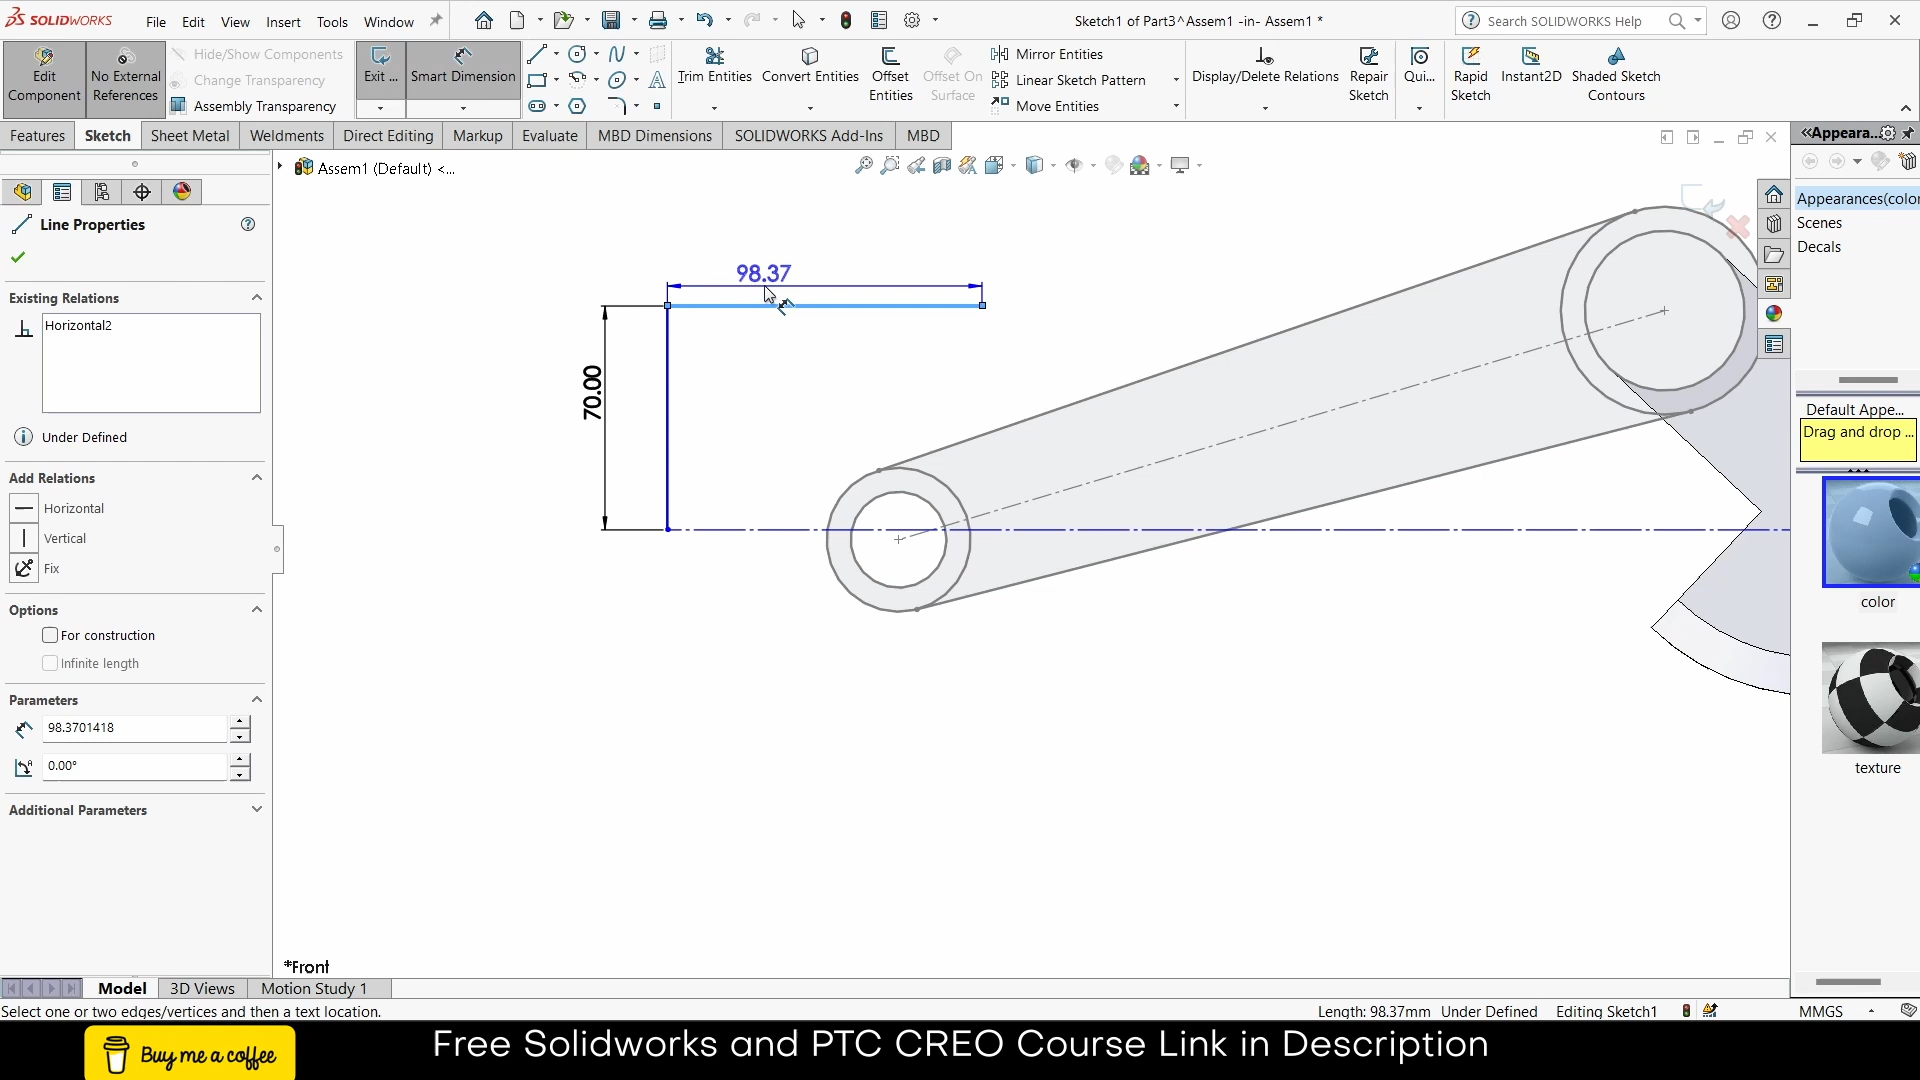 SOLIDWORKS
File Edit View Insert Tools Window
Sketch1 of Part3^Assem1 -in- Assem1 *
Search SOLIDWORKS Help
Edit Component
No External References
Hide/Show Components
Change Transparency
Assembly Transparency
Exit ...
Smart Dimension
Trim Entities
Convert Entities
Offset Entities
Offset On Surface
Mirror Entities
Linear Sketch Pattern
Move Entities
Display/Delete Relations
Repair Sketch
Qui...
Rapid Sketch
Instant2D
Shaded Sketch Contours
Features Sketch Sheet Metal Weldments Direct Editing Markup Evaluate MBD Dimensions SOLIDWORKS Add-Ins MBD
Appeara...
Assem1 (Default) <...
Line Properties
Existing Relations
Horizontal2
Under Defined
Add Relations
Horizontal
Vertical
Fix
Options
For construction
Infinite length
Parameters
98.3701418
0.00°
Additional Parameters
98.37
70.00
*Front
Appearances(color
Scenes
Decals
Default Appe...
Drag and drop ...
color
texture
Model 3D Views Motion Study 1
Select one or two edges/vertices and then a text location.
Length: 98.37mm Under Defined Editing Sketch1 MMGS
Buy me a coffee
Free Solidworks and PTC CREO Course Link in Description